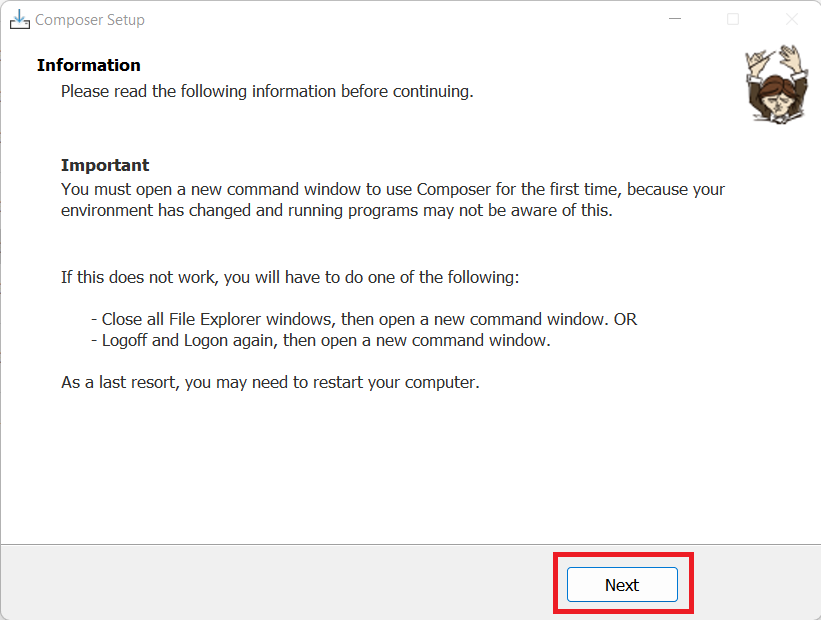 Composer Setup
Information
Please read the following information before continuing.
Important
You must open a new command window to use Composer for the first time, because your
environment has changed and running programs may not be aware of this.
If this does not work, you will have to do one of the following:
- Close all File Explorer windows, then open a new command window. OR
- Logoff and Logon again, then open a new command window.
As a last resort, you may need to restart your computer.
Next